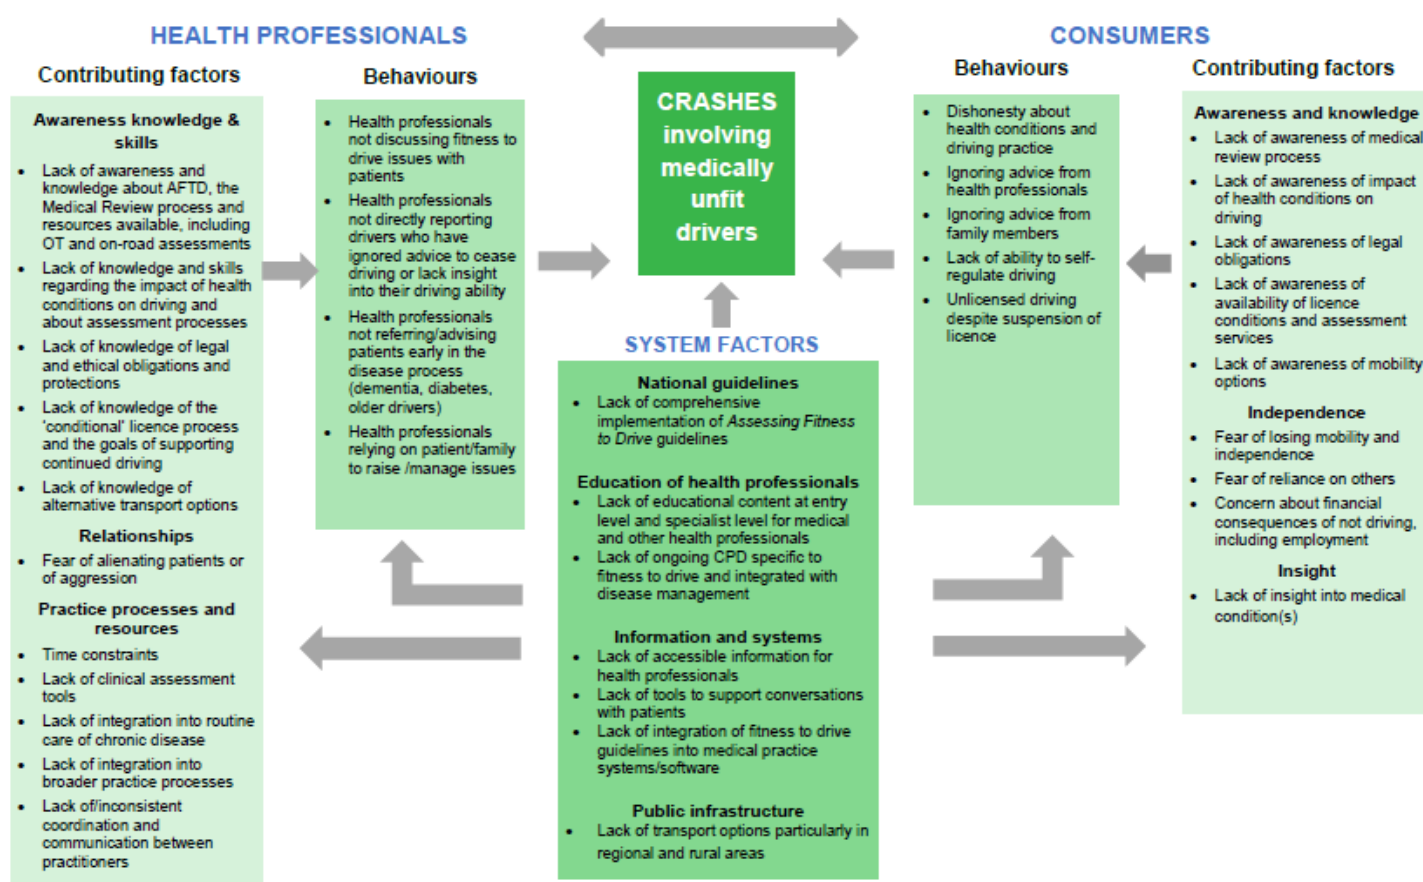 HEALTH PROFESSIONALS
Contributing factors
Awareness knowledge &
skills
• Lack of awareness and
knowledge about AFTD, the
Medical Review process and
resources available, including
OT and on-road assessments
• Lack of knowledge and skills
regarding the impact of health
conditions on driving and
about assessment processes
• Lack of knowledge of legal
and ethical obligations and
protections
• Lack of knowledge of the
'conditional' licence process
and the goals of supporting
continued driving
• Lack of knowledge of
alternative transport options
Relationships
• Fear of alienating patients or
of aggression
Practice processes and
resources
• Time constraints
• Lack of clinical assessment
tools
• Lack of integration into routine
care of chronic disease
• Lack of integration into
broader practice processes
• Lack of/inconsistent
coordination and
communication between
practitioners
Behaviours
• Health professionals
not discussing fitness to
drive issues with
patients
• Health professionals
not directly reporting
drivers who have
ignored advice to cease
driving or lack insight
into their driving ability
• Health professionals
not referring/advising
patients early in the
disease process
(dementia, diabetes,
older drivers)
• Health professionals
relying on patient/family
to raise /manage issues
CRASHES
involving
medically
unfit
drivers
SYSTEM FACTORS
National guidelines
• Lack of comprehensive
implementation of Assessing Fitness
to Drive guidelines
Education of health professionals
• Lack of educational content at entry
level and specialist level for medical
and other health professionals
• Lack of ongoing CPD specific to
fitness to drive and integrated with
disease management
Information and systems
• Lack of accessible information for
health professionals
• Lack of tools to support conversations
with patients
• Lack of integration of fitness to drive
guidelines into medical practice
systems/software
Public infrastructure
• Lack of transport options particularly in
regional and rural areas
CONSUMERS
Behaviours
• Dishonesty about
health conditions and
driving practice
• Ignoring advice from
health professionals
• Ignoring advice from
family members
• Lack of ability to self-
regulate driving
• Unlicensed driving
despite suspension of
licence
Contributing factors
Awareness and knowledge
• Lack of awareness of medical
review process
• Lack of awareness of impact
of health conditions on
driving
• Lack of awareness of legal
obligations
• Lack of awareness of
availability of licence
conditions and assessment
services
• Lack of awareness of mobility
options
Independence
• Fear of losing mobility and
independence
• Fear of reliance on others
• Concern about financial
consequences of not driving,
including employment
Insight
• Lack of insight into medical
condition(s)